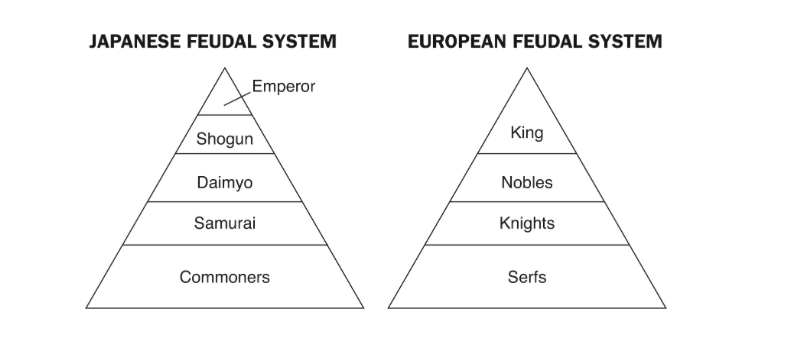 JAPANESE FEUDAL SYSTEM
Emperor
Shogun
Daimyo
Samurai
Commoners
EUROPEAN FEUDAL SYSTEM
King
Nobles
Knights
Serfs